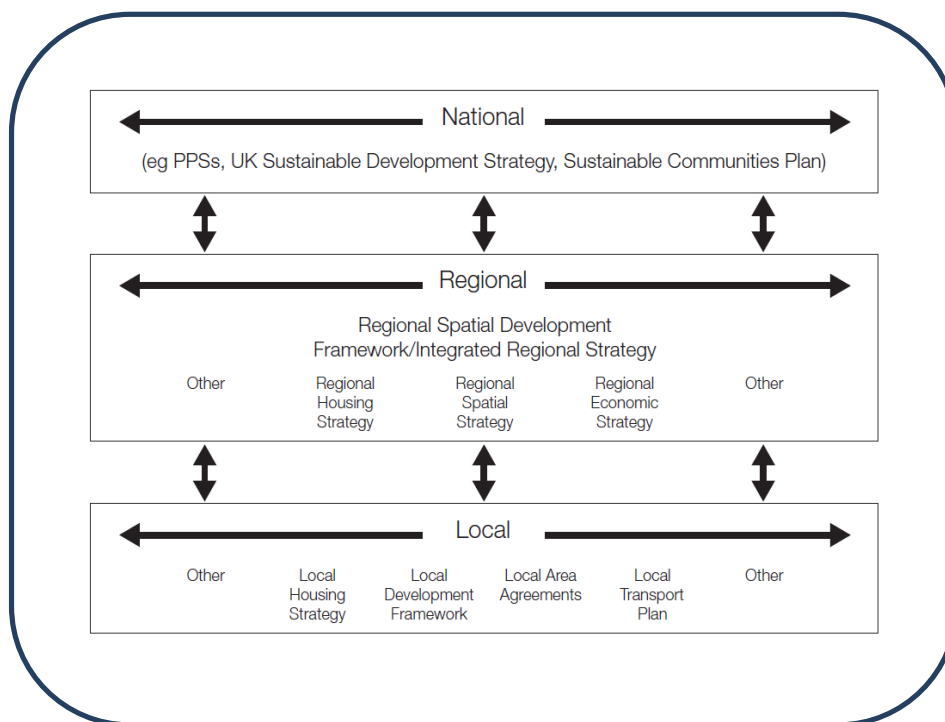 National
(eg PPSs, UK Sustainable Development Strategy, Sustainable Communities Plan)
Regional
Regional Spatial Development
Framework/Integrated Regional Strategy
Other
Regional
Housing
Strategy
Regional
Spatial
Strategy
Regional
Economic
Strategy
Other
Local
Other
Local
Housing
Strategy
Local
Development
Framework
Local Area
Agreements
Local
Transport
Plan
Other